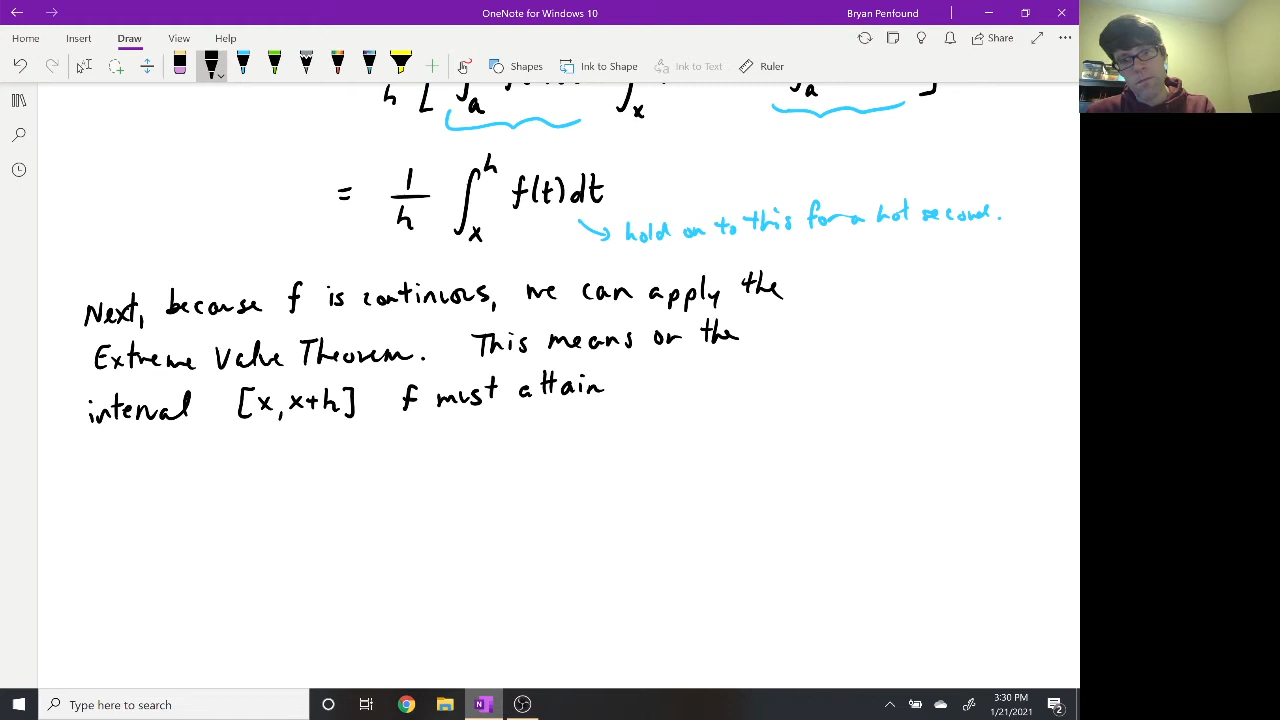 OneNote for Windows 10
Bryan Penfound
Home Insert Draw View Help
Share
Shapes Ink to Shape Ink to Text Ruler
h [ ∫a ∫x ∫a ]
= 1/h ∫x^h f(t)dt
hold on to this for a hot second.
Next, because f is continuous, we can apply the
Extreme Value Theorem. This means on the
interval [x, x+h] f must attain
Type here to search
3:30 PM
1/21/2021
2